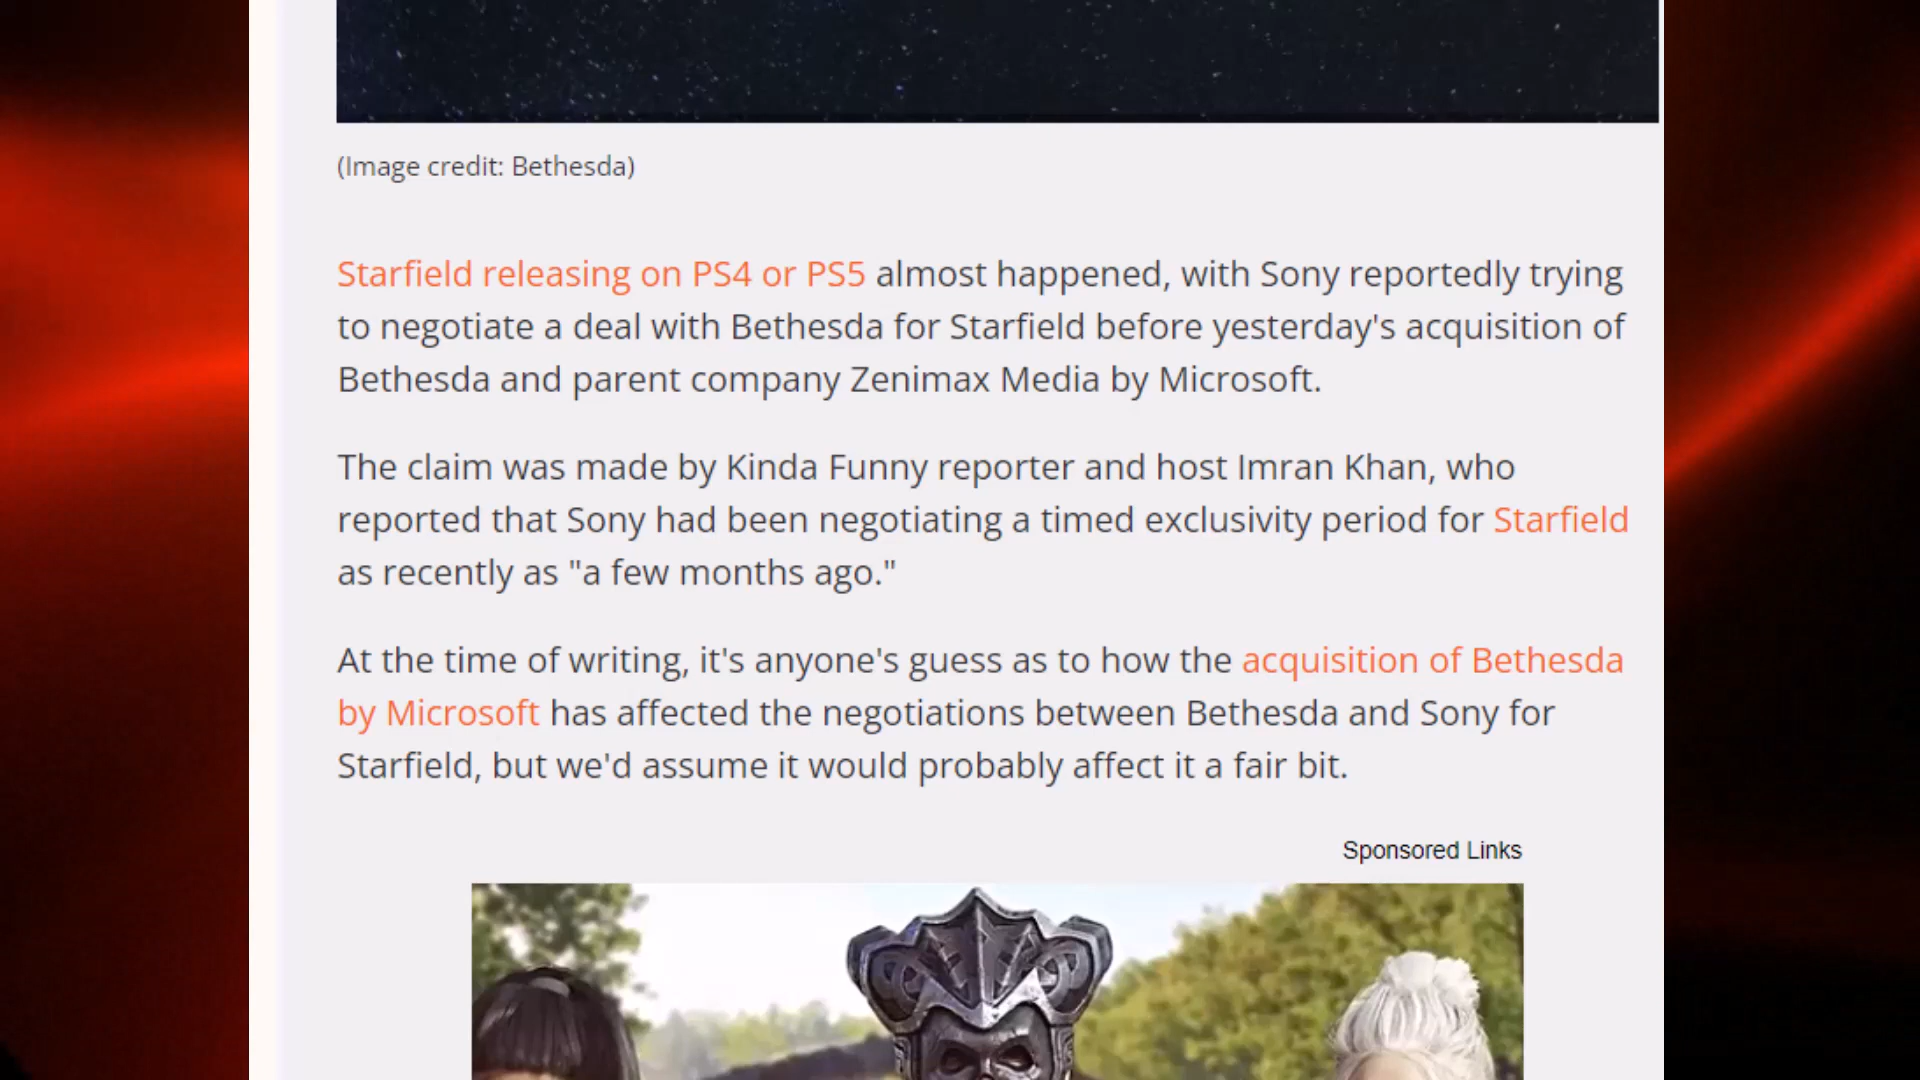 (Image credit: Bethesda)
Starfield releasing on PS4 or PS5 almost happened, with Sony reportedly trying
to negotiate a deal with Bethesda for Starfield before yesterday's acquisition of
Bethesda and parent company Zenimax Media by Microsoft.
The claim was made by Kinda Funny reporter and host Imran Khan, who
reported that Sony had been negotiating a timed exclusivity period for Starfield
as recently as "a few months ago."
At the time of writing, it's anyone's guess as to how the acquisition of Bethesda
by Microsoft has affected the negotiations between Bethesda and Sony for
Starfield, but we'd assume it would probably affect it a fair bit.
Sponsored Links